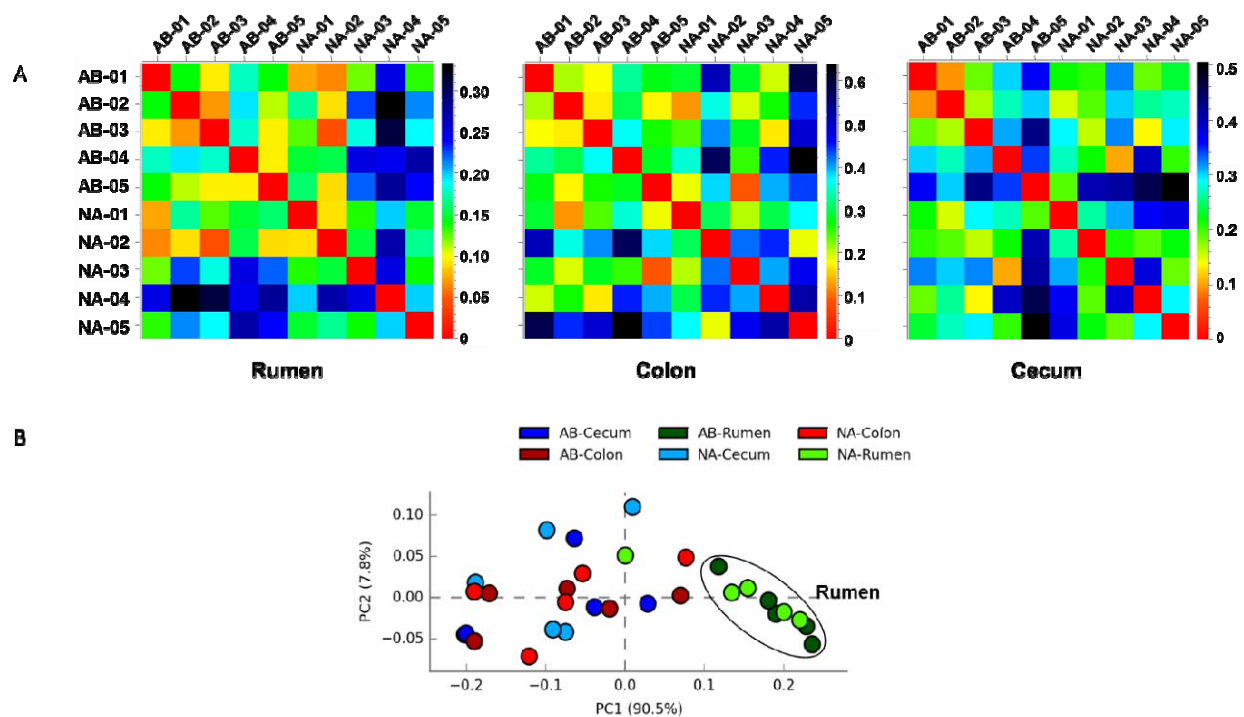 A
AB-01 AB-02 AB-03 AB-04 AB-05 NA-01 NA-02 NA-03 NA-04 NA-05
AB-01
AB-02
AB-03
AB-04
AB-05
NA-01
NA-02
NA-03
NA-04
NA-05
0.30
0.25
0.20
0.15
0.10
0.05
0
Rumen
AB-01 AB-02 AB-03 AB-04 AB-05 NA-01 NA-02 NA-03 NA-04 NA-05
0.6
0.5
0.4
0.3
0.2
0.1
0
Colon
AB-01 AB-02 AB-03 AB-04 AB-05 NA-01 NA-02 NA-03 NA-04 NA-05
0.5
0.4
0.3
0.2
0.1
0
Cecum
B
AB-Cecum AB-Rumen NA-Colon
AB-Colon NA-Cecum NA-Rumen
PC2 (7.8%)
0.10
0.05
0.00
−0.05
Rumen
−0.2 −0.1 0.0 0.1 0.2
PC1 (90.5%)